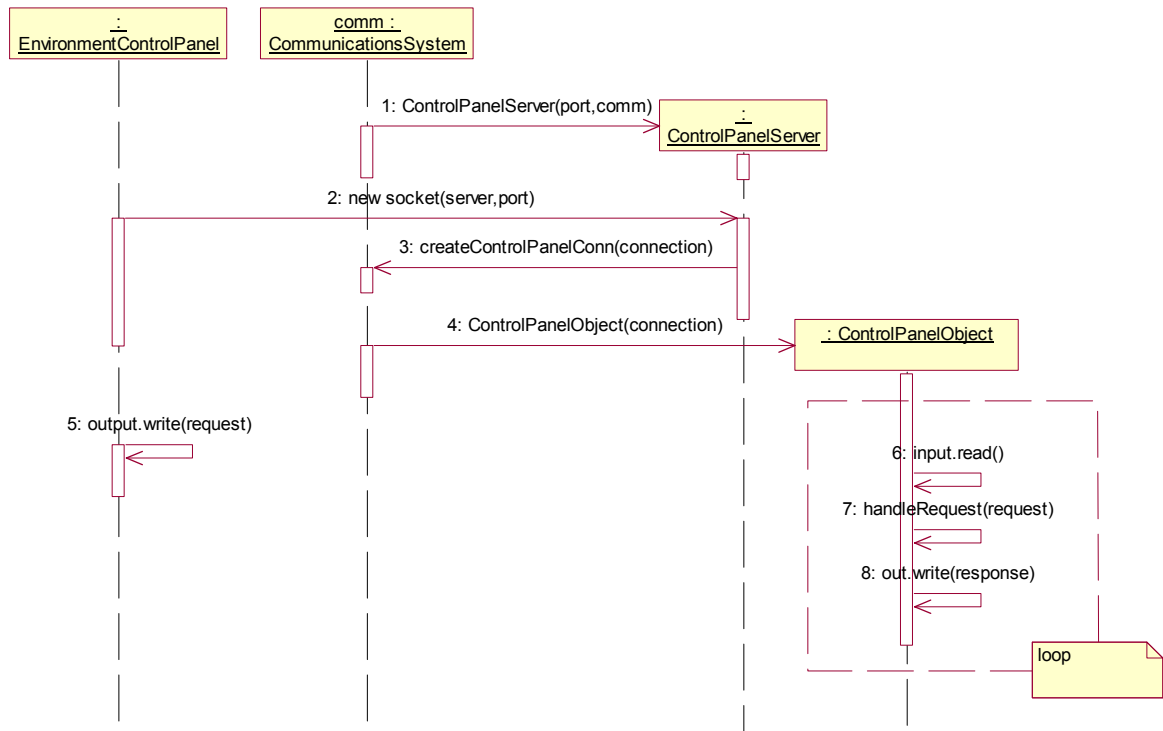 :
EnvironmentControlPanel
comm :
CommunicationsSystem
1: ControlPanelServer(port,comm)
:
ControlPanelServer
2: new socket(server,port)
3: createControlPanelConn(connection)
4: ControlPanelObject(connection)
: ControlPanelObject
5: output.write(request)
6: input.read()
7: handleRequest(request)
8: out.write(response)
loop